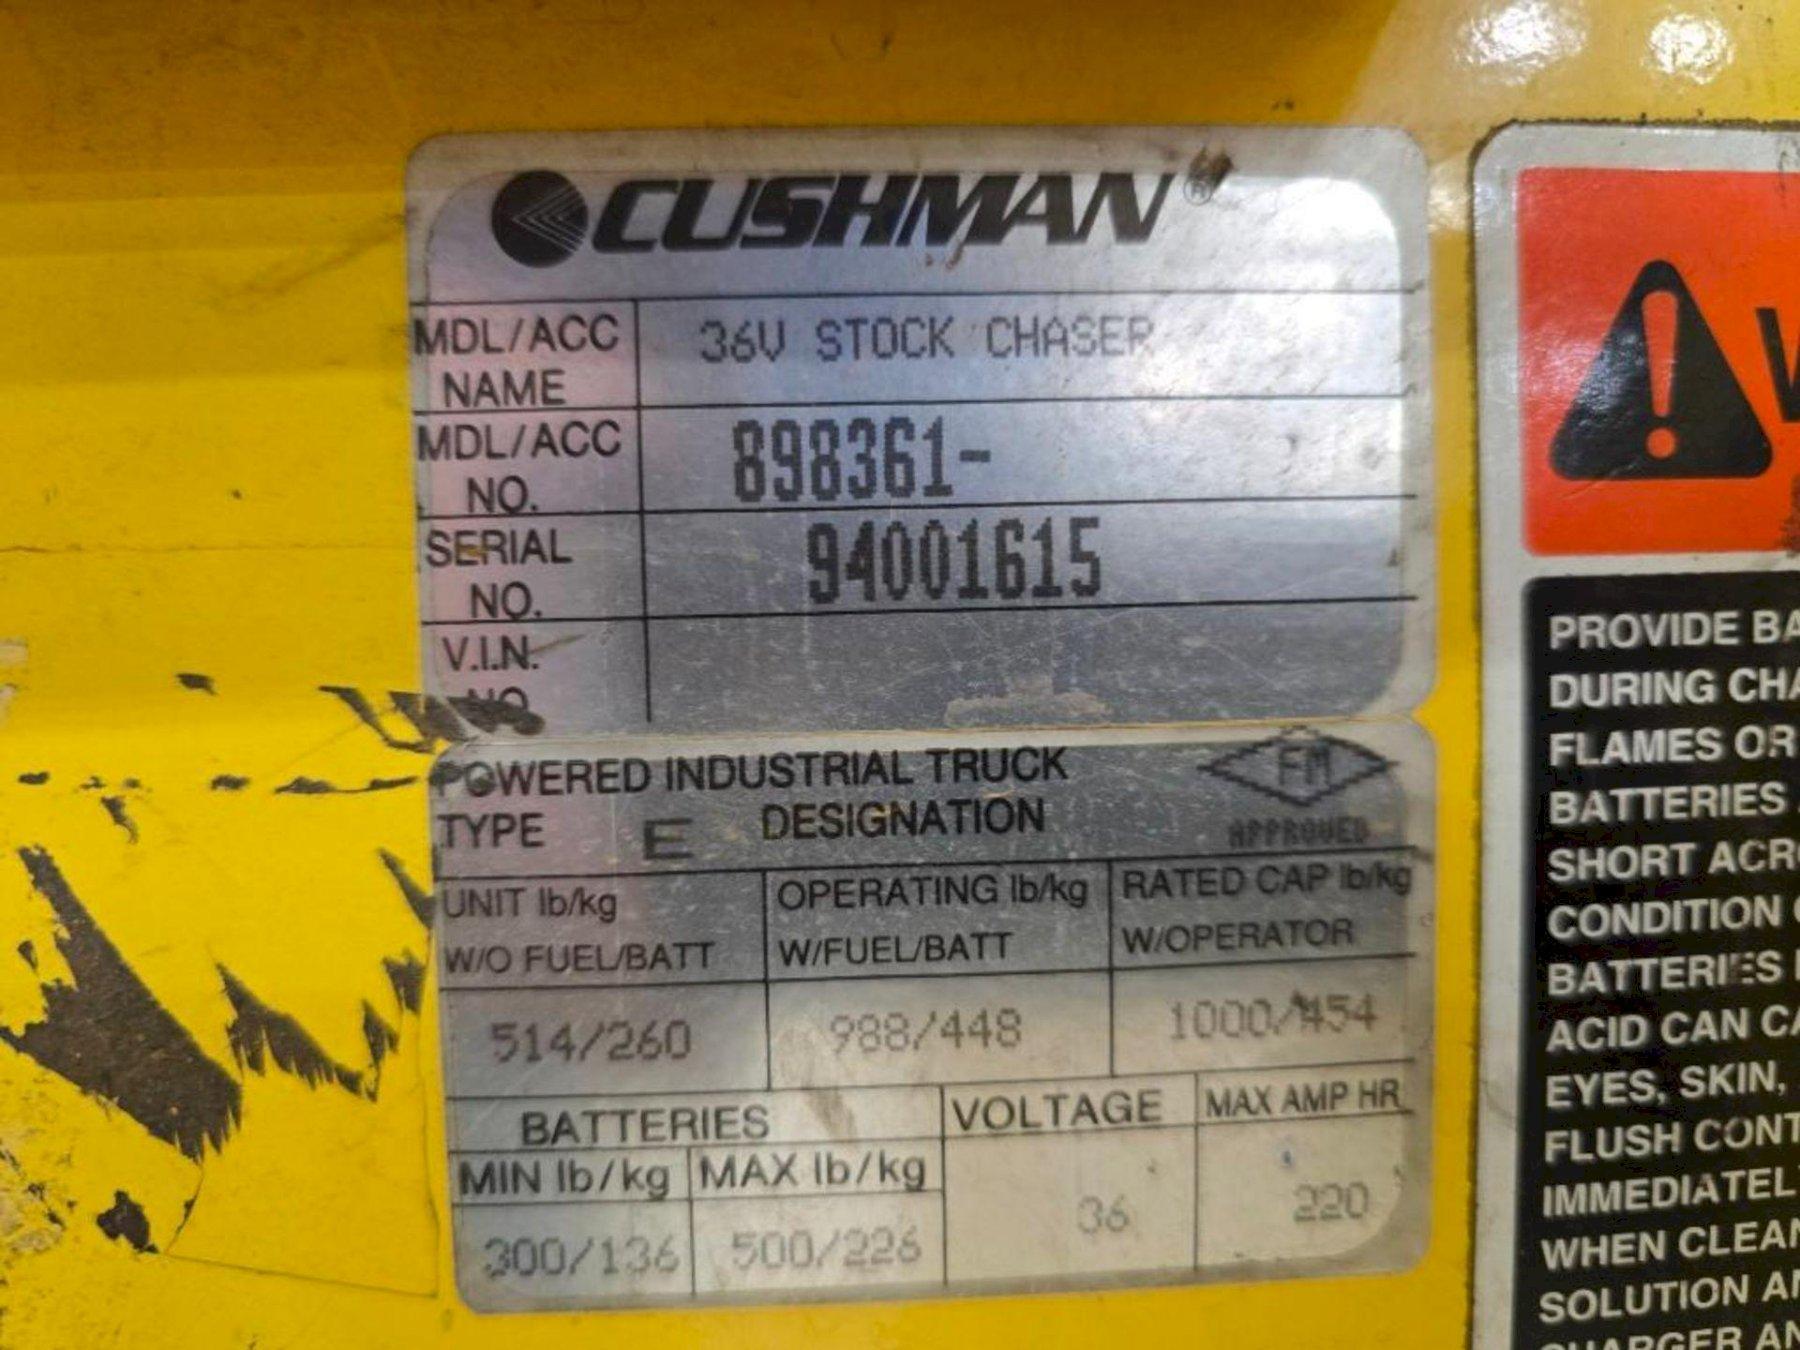 CUSHMAN®
MDL/ACC NAME 36V STOCK CHASER
MDL/ACC NO. 898361-
SERIAL NO. 94001615
V.I.N. NO.
POWERED INDUSTRIAL TRUCK
TYPE E DESIGNATION
FM
APPROVED
UNIT lb/kg W/O FUEL/BATT
OPERATING lb/kg W/FUEL/BATT
RATED CAP lb/kg W/OPERATOR
514/260 988/448 1000/454
BATTERIES VOLTAGE MAX AMP HR
MIN lb/kg MAX lb/kg
300/136 500/226 36 220
PROVIDE BA
DURING CHA
FLAMES OR
BATTERIES
SHORT ACRO
CONDITION
BATTERIES
ACID CAN CA
EYES, SKIN,
FLUSH CONT
IMMEDIATEL
WHEN CLEAN
SOLUTION AN
CHARGER AN